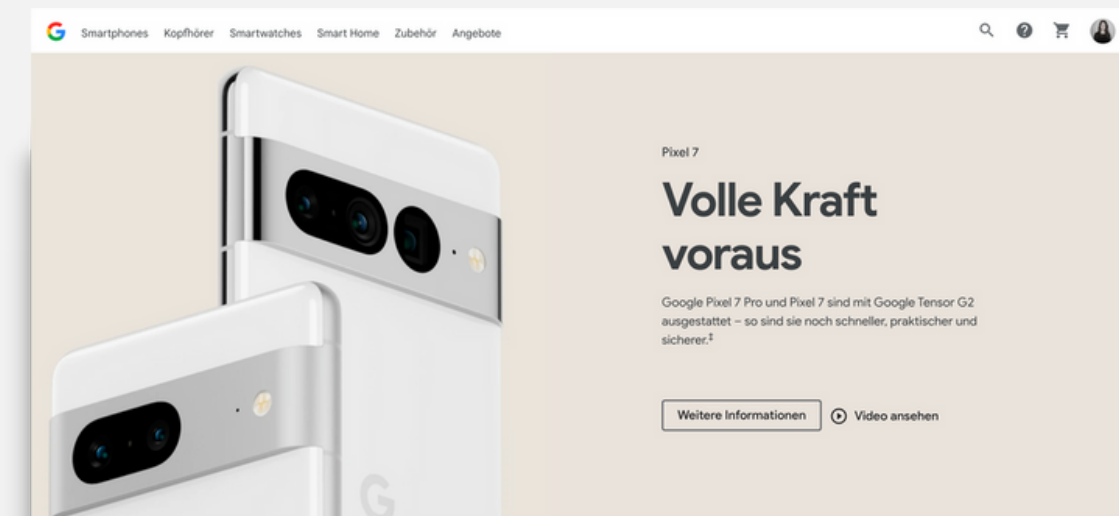 Smartphones Kopfhörer Smartwatches Smart Home Zubehör Angebote
Pixel 7
Volle Kraft
voraus
Google Pixel 7 Pro und Pixel 7 sind mit Google Tensor G2
ausgestattet – so sind sie noch schneller, praktischer und
sicherer.‡
Weitere Informationen Video ansehen
G